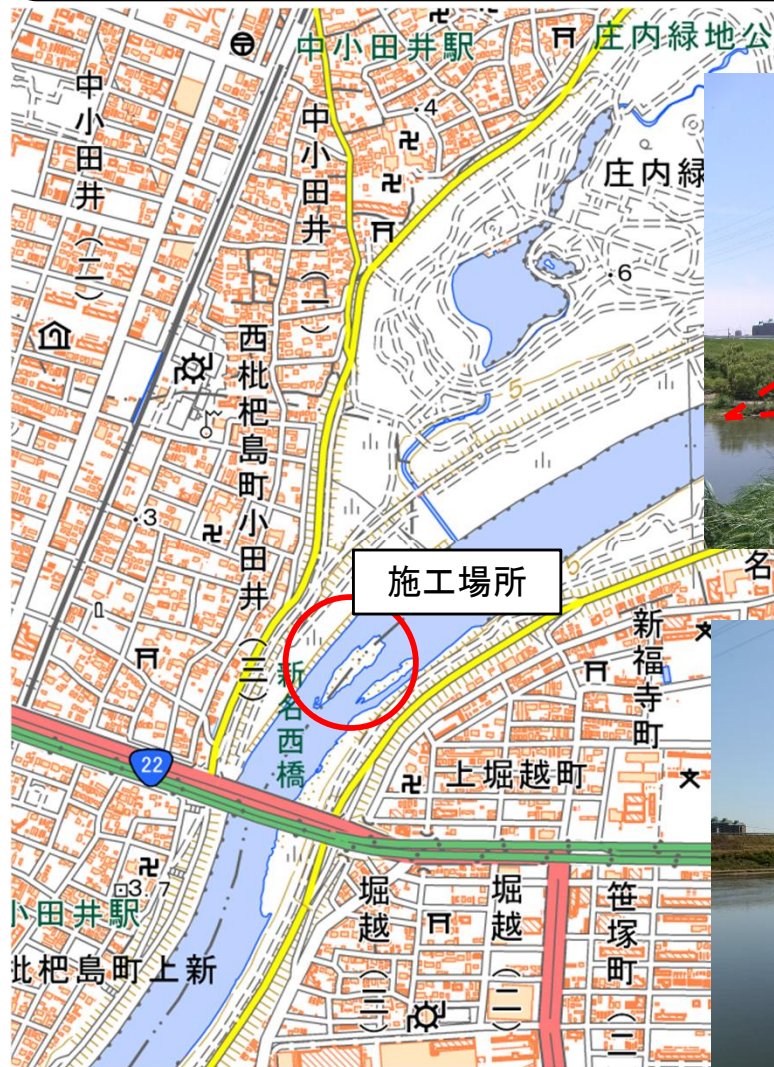 中小田井駅
庄内緑地公
中小田井（二）
中小田井（一）
4
庄内緑
6
西枇杷島町小田井（三）
5
3
施工場所
5
名
新福寺町
新名西橋
22
上堀越町
3.7
小田井駅
枇杷島町上新
堀越（三）
堀越（二）
笹塚町（二